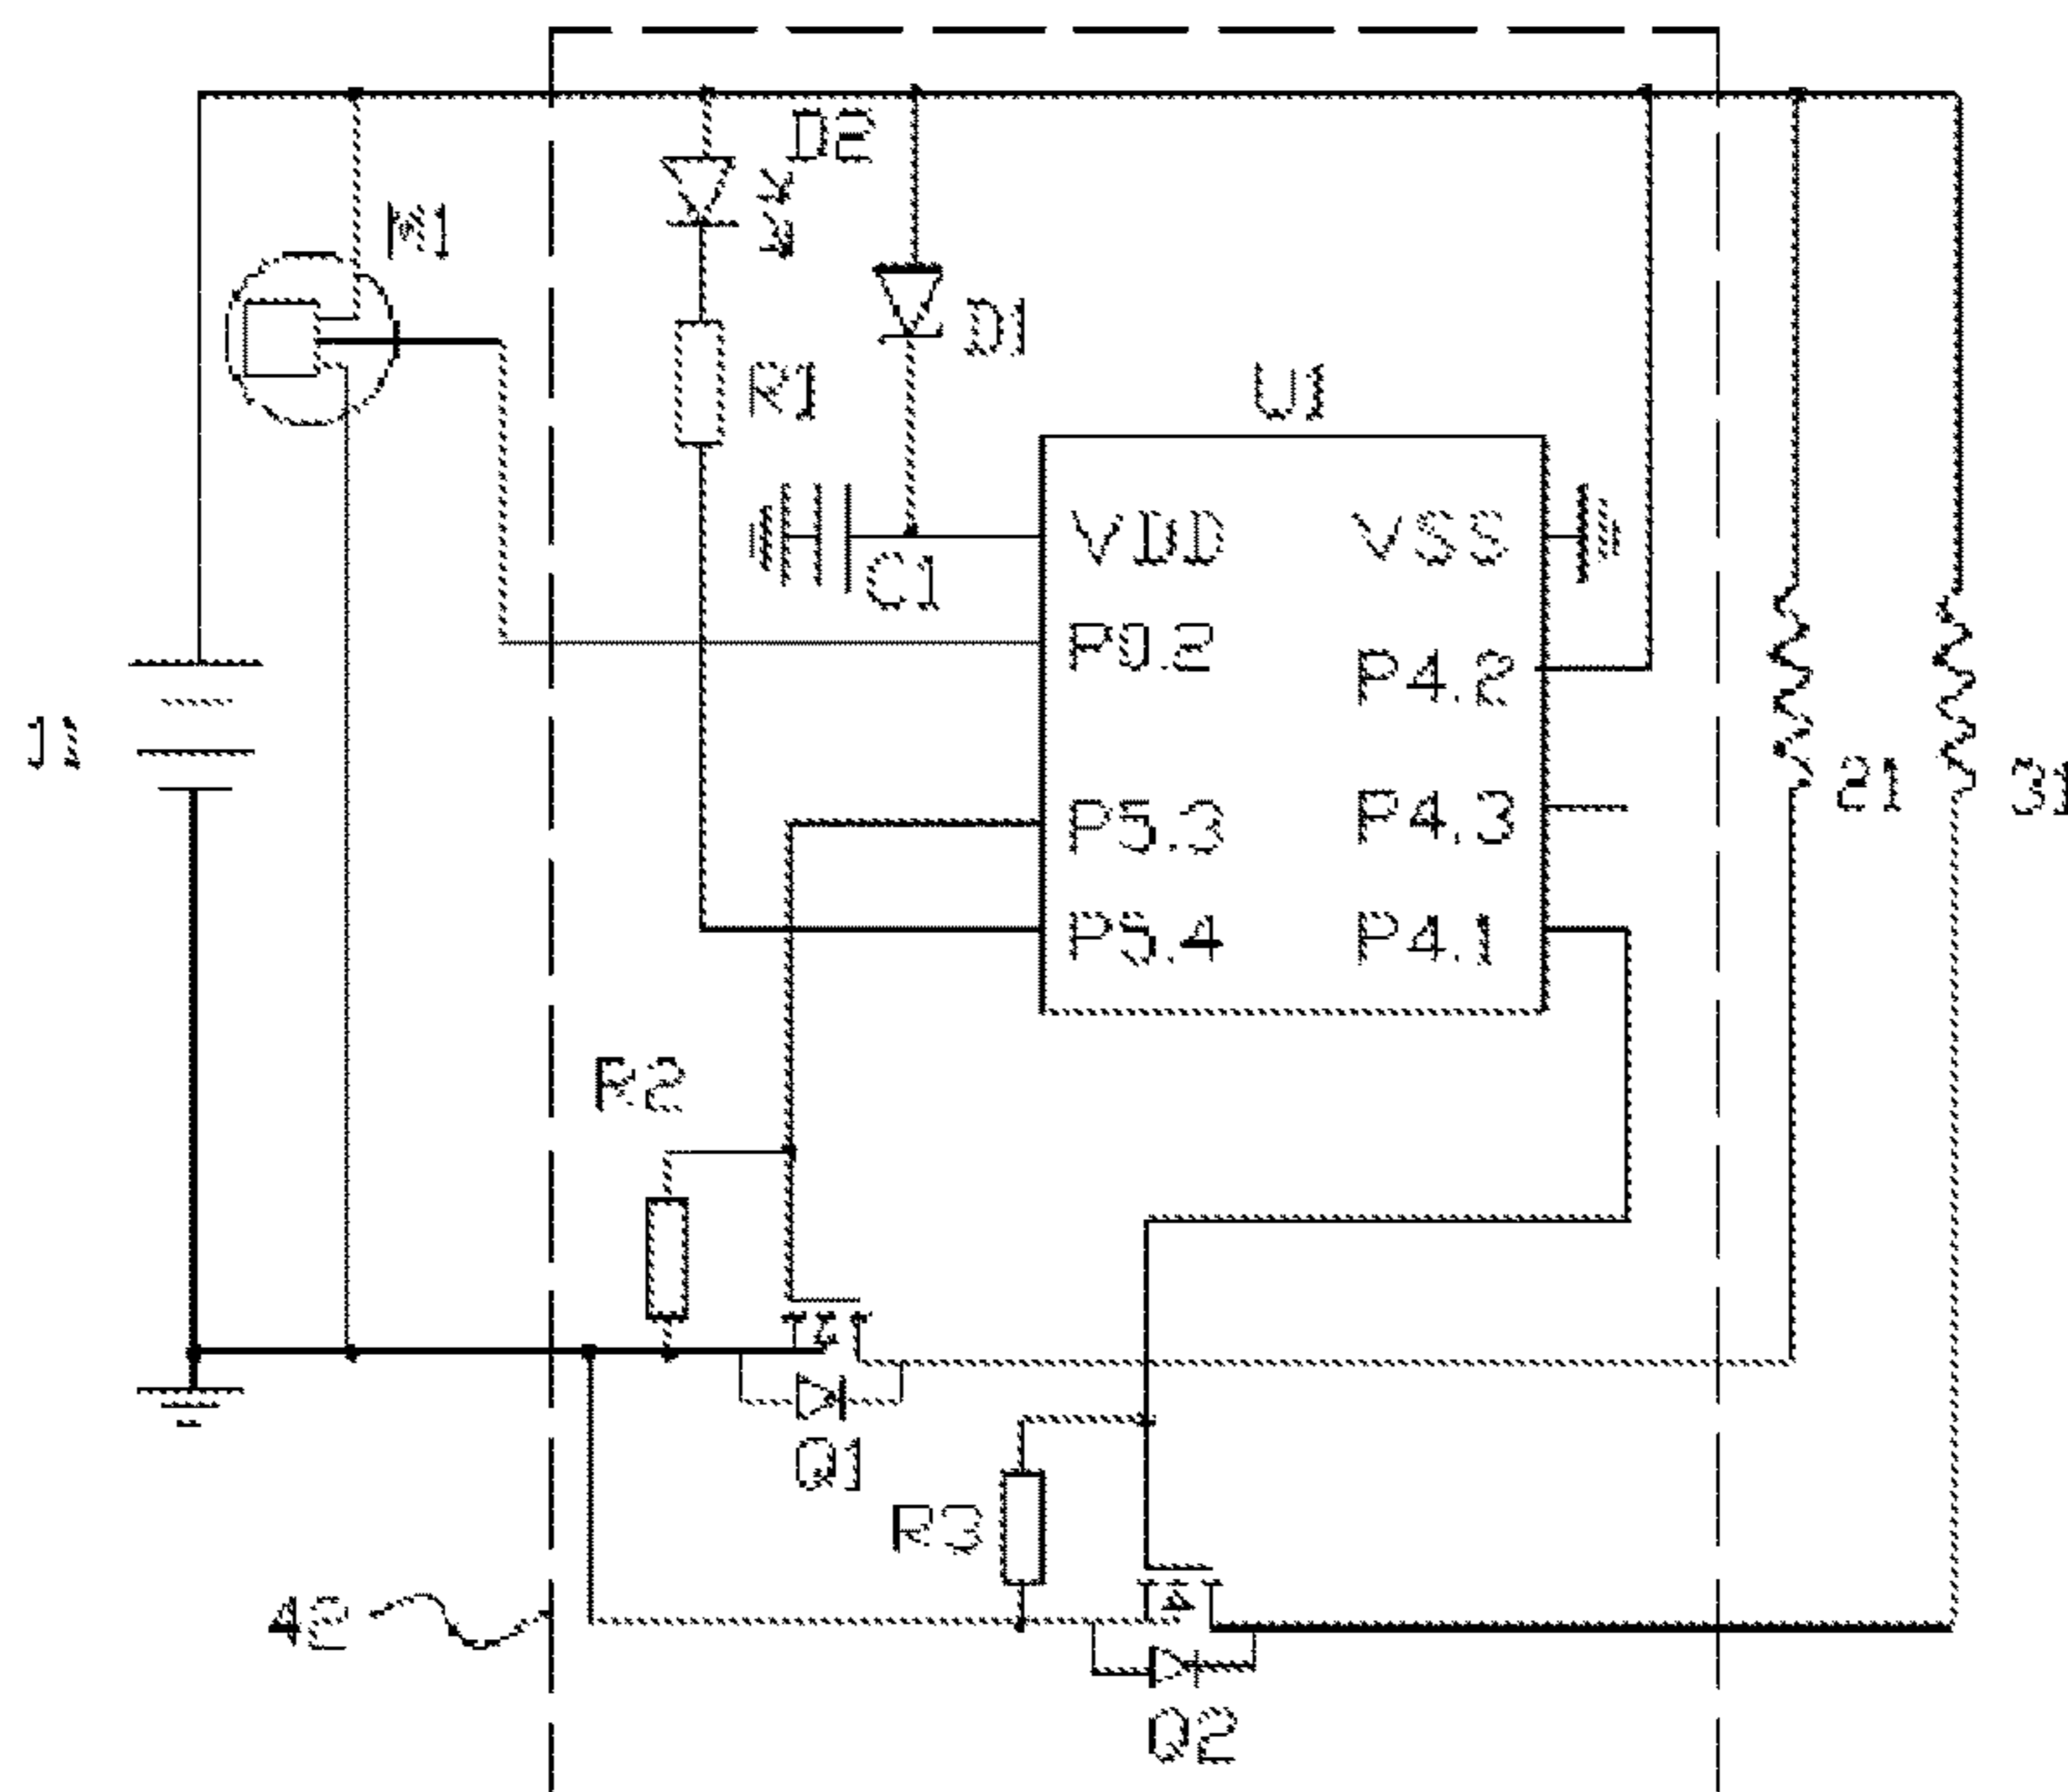 D2
M1
D1
R1
U1
VDD
VSS
C1
P0.2
P4.2
21
31
P5.3
P4.3
P5.4
P4.1
R2
Q1
R3
42
Q2